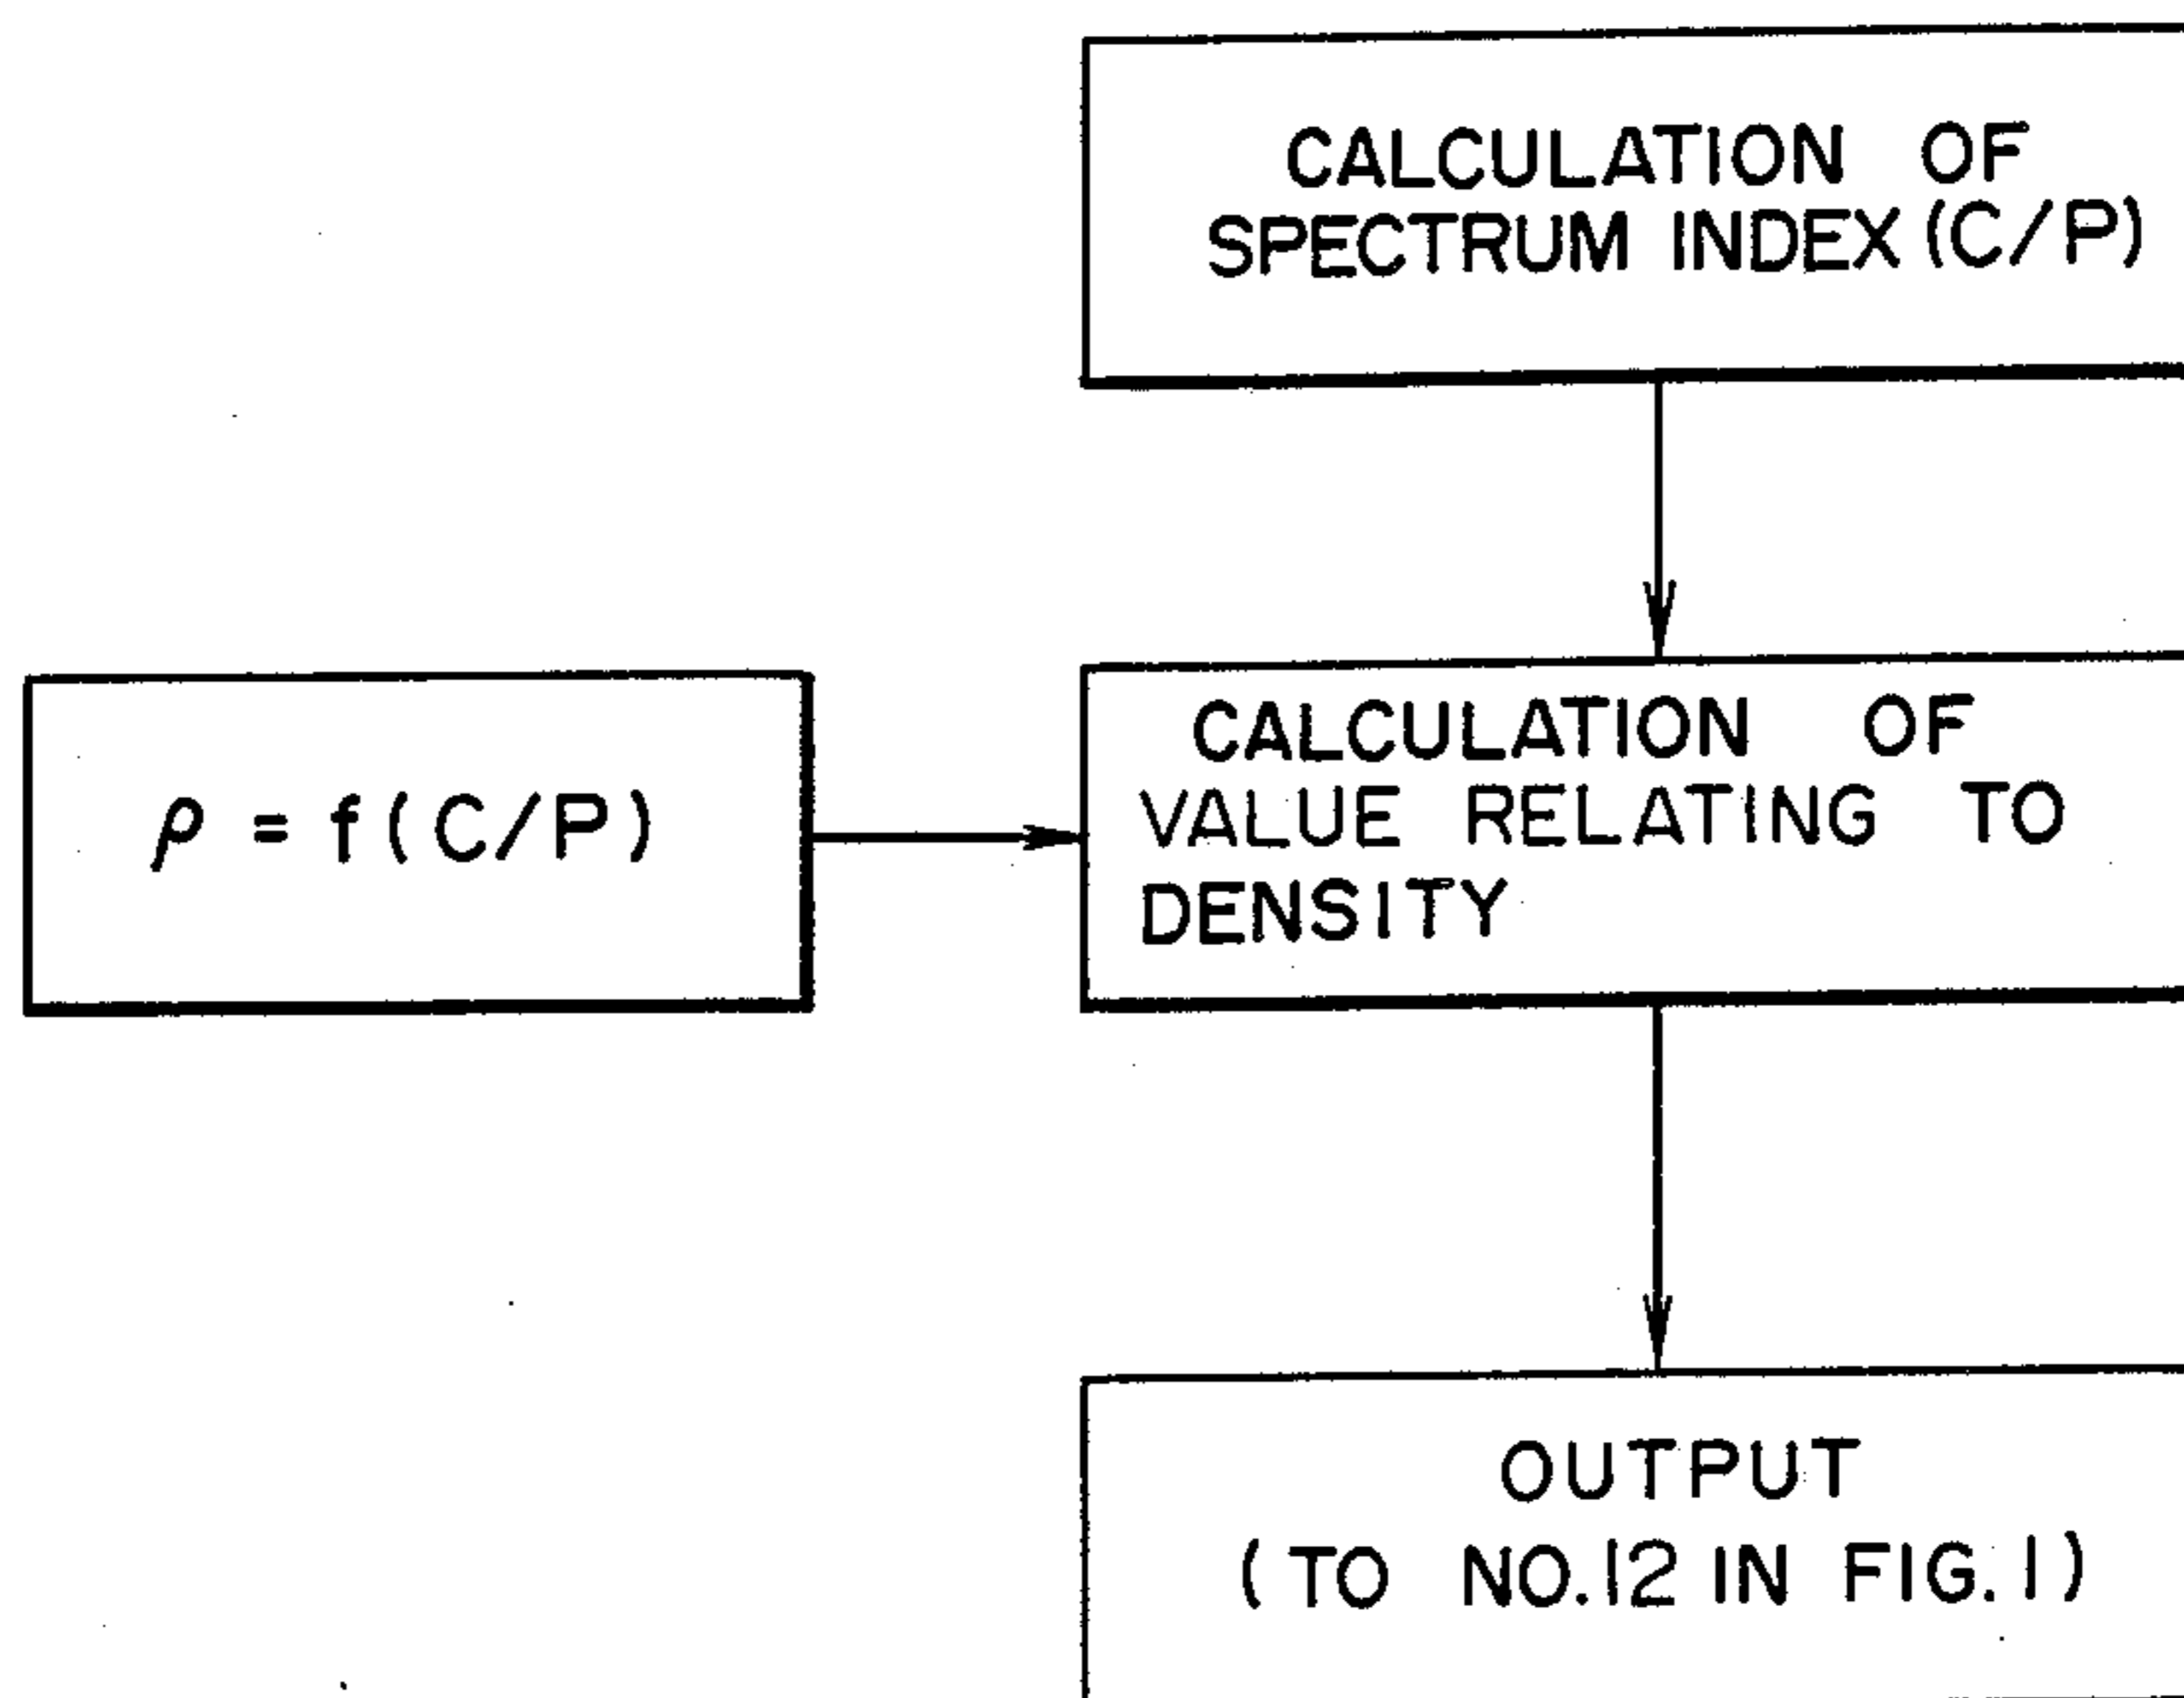 CALCULATION OF
SPECTRUM INDEX (C/P)
ρ = f(C/P)
CALCULATION OF
VALUE RELATING TO
DENSITY
OUTPUT
(TO NO.12 IN FIG.1)